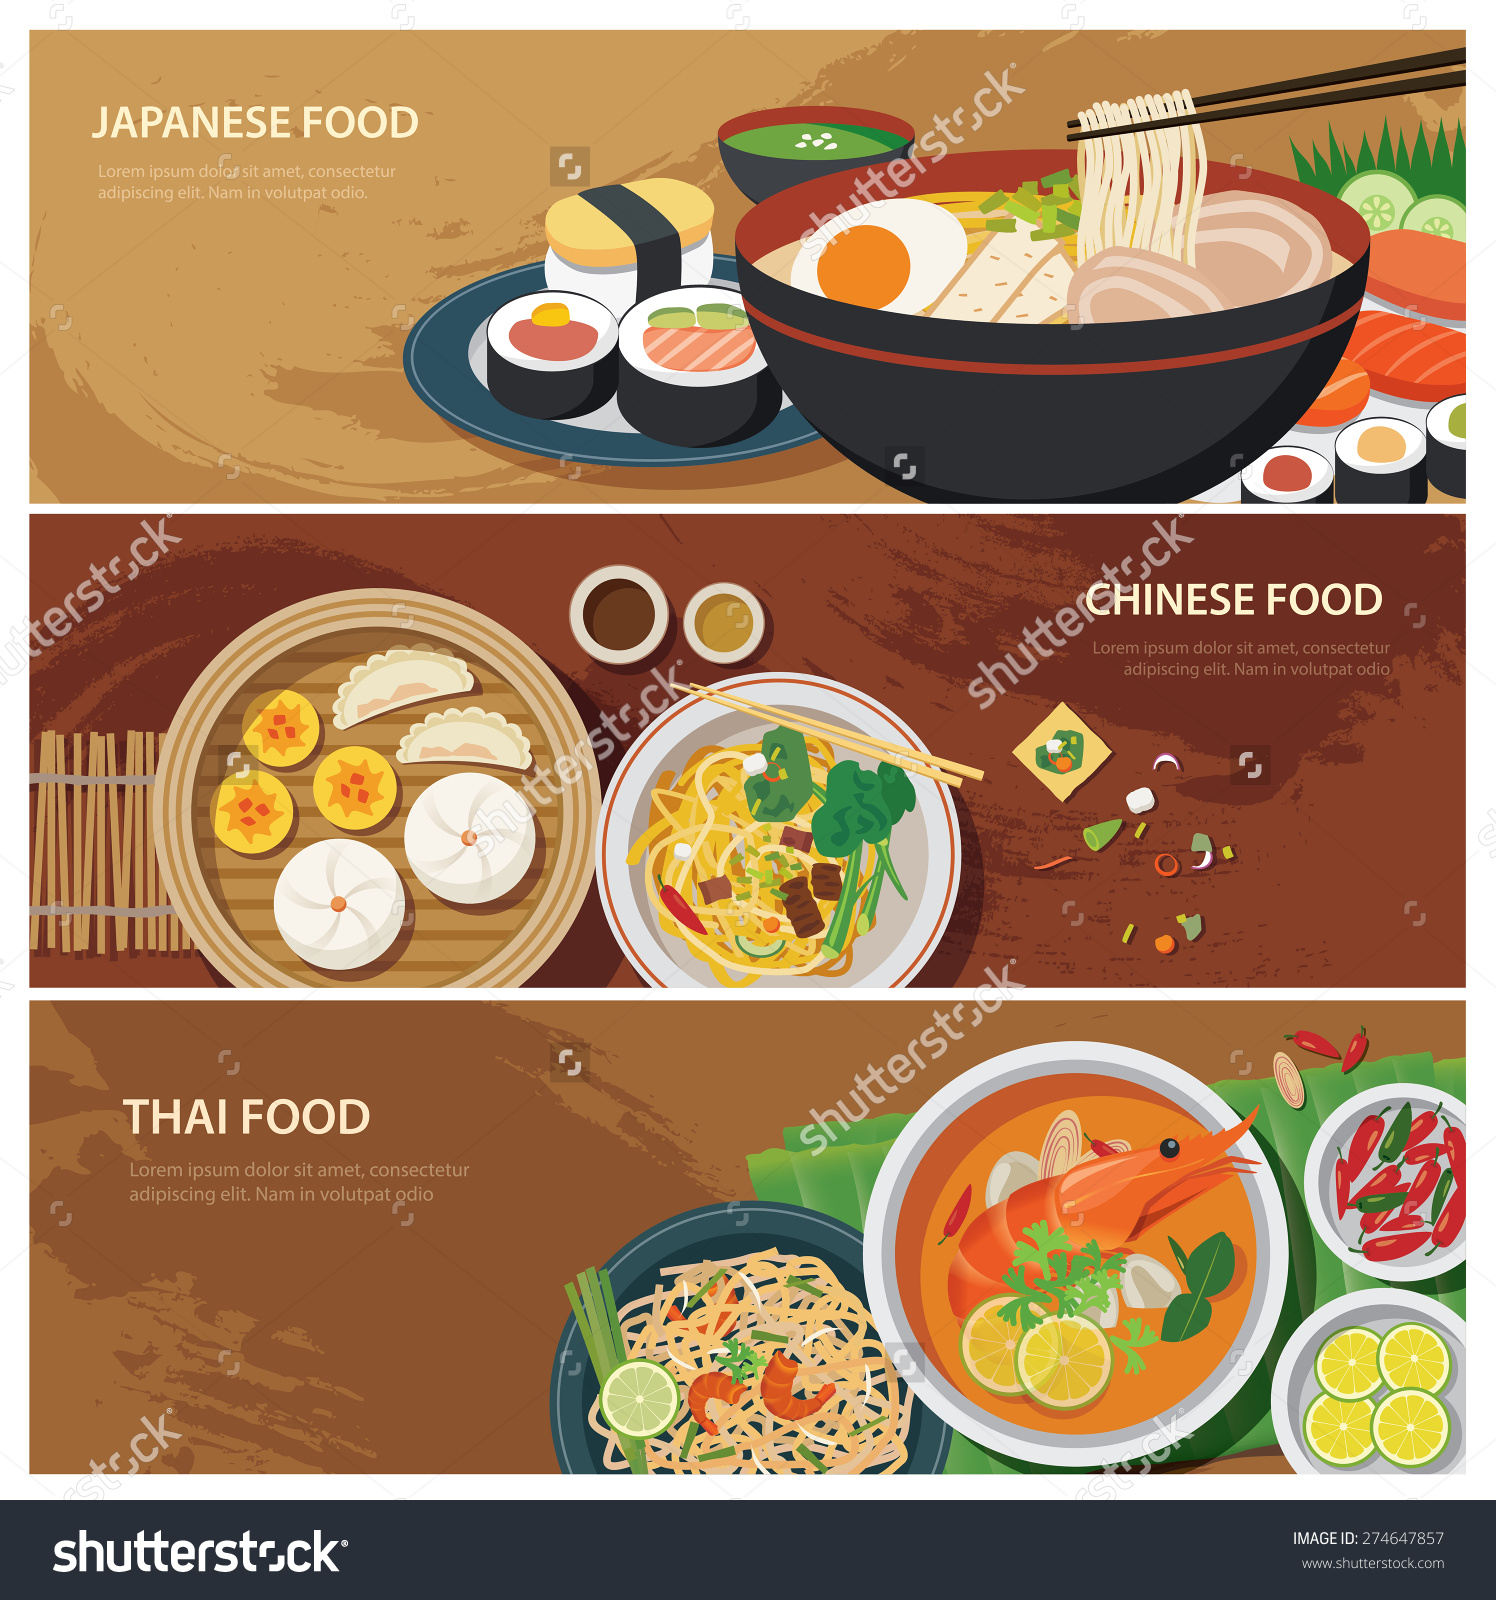 JAPANESE FOOD
Lorem ipsum dolor sit amet, consectetur
adipiscing elit. Nam in volutpat odio.
shutterstock
shutterstock
shutterstock
CHINESE FOOD
Lorem ipsum dolor sit amet, consectetur
adipiscing elit. Nam in volutpat odio
shutterstock
shutterstock
THAI FOOD
Lorem ipsum dolor sit amet, consectetur
adipiscing elit. Nam in volutpat odio
shutterstock
shutterstock
shutterstock
IMAGE ID: 274647857
www.shutterstock.com